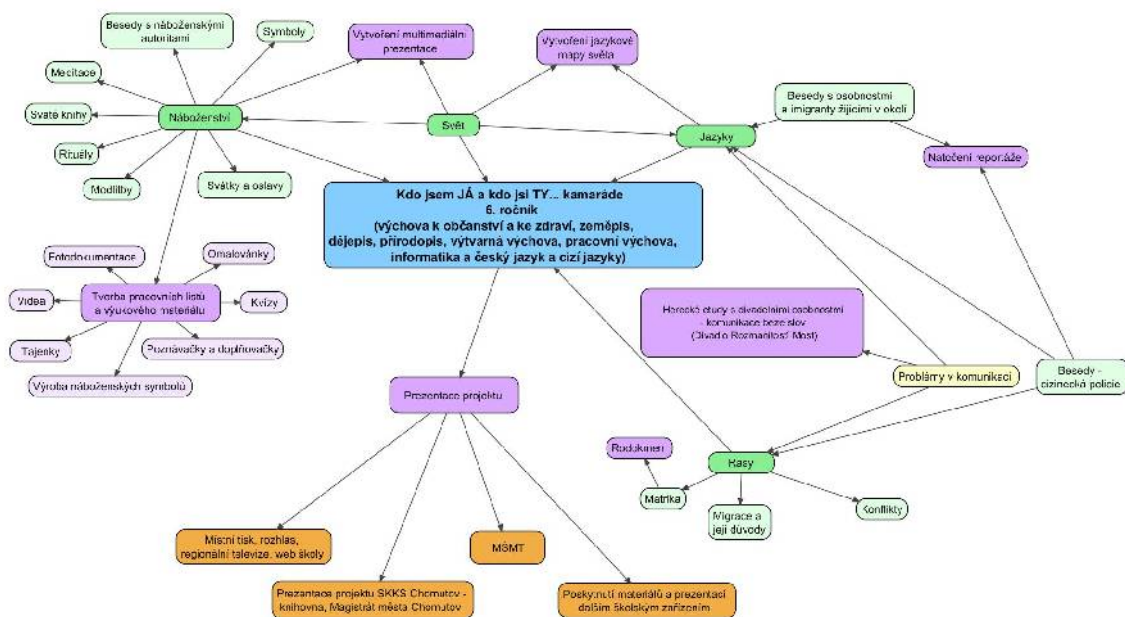 Besedy s náboženskými
autoritami
Symboly
Vytvoření multimediální
prezentace
Vytvoření jazykové
mapy světa
Meditace
Besedy s osobnostmi
a imigranty žijícími v okolí
Svaté knihy
Náboženství
Svět
Jazyky
Rituály
Natočení reportáže
Modlitby
Svátky a oslavy
Kdo jsem JÁ a kdo jsi TY... kamaráde
6. ročník
(výchova k občanství a ke zdraví, zeměpis,
dějepis, přírodopis, výtvarná výchova, pracovní výchova,
informatika a český jazyk a cizí jazyky)
Fotodokumentace
Omalovánky
Videa
Tvorba pracovních listů
a výukového materiálu
Kvízy
Tajenky
Poznávačky a doplňovačky
Výroba náboženských symbolů
Herecké etudy s divadelními osobnostmi
- komunikace beze slov
(Divadlo Rozmanitostí Most)
Problémy v komunikaci
Besedy -
cizinecká policie
Prezentace projektu
Rodokmen
Rasy
Matrika
Migrace a
její důvody
Konflikty
Místní tisk, rozhlas,
regionální televize, web školy
MŠMT
Prezentace projektu SKKS Chomutov -
knihovna, Magistrát města Chomutov
Poskytnutí materiálů a prezentací
dalším školským zařízením